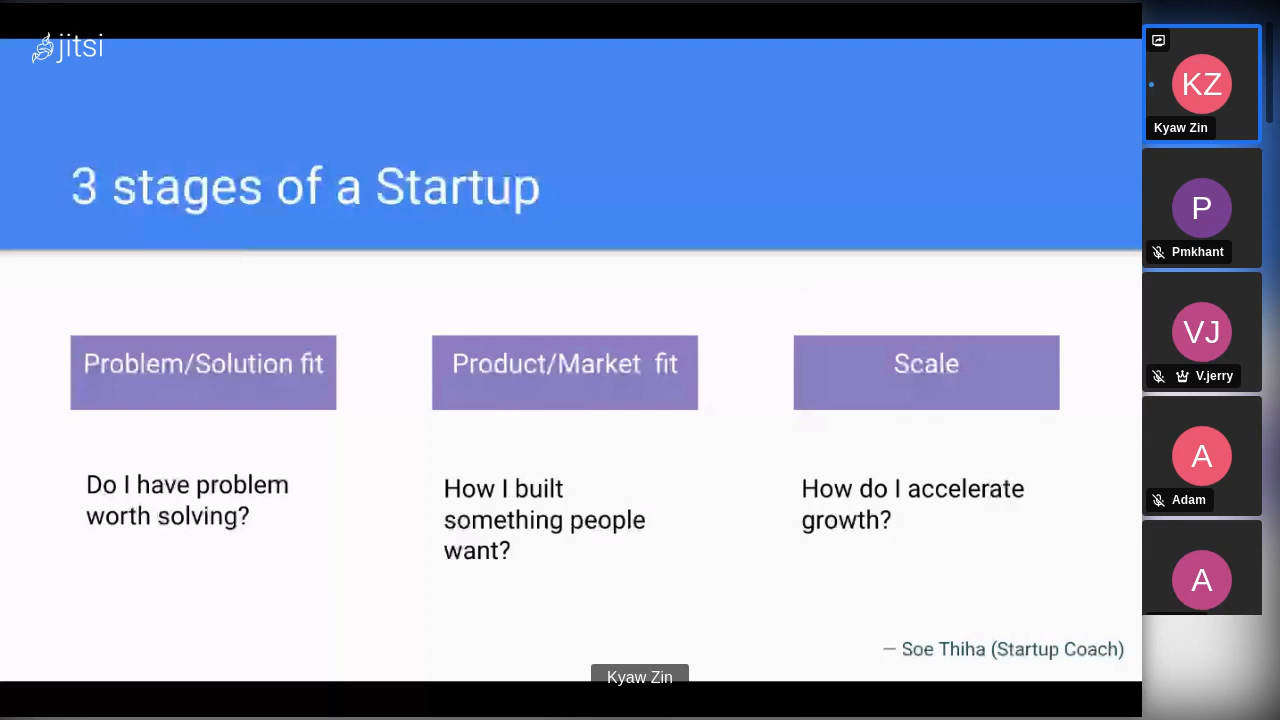 jitsi
3 stages of a Startup
Problem/Solution fit
Product/Market fit
Scale
Do I have problem
worth solving?
How I built
something people
want?
How do I accelerate
growth?
— Soe Thiha (Startup Coach)
Kyaw Zin
KZ
Kyaw Zin
P
Pmkhant
VJ
V.jerry
A
Adam
A